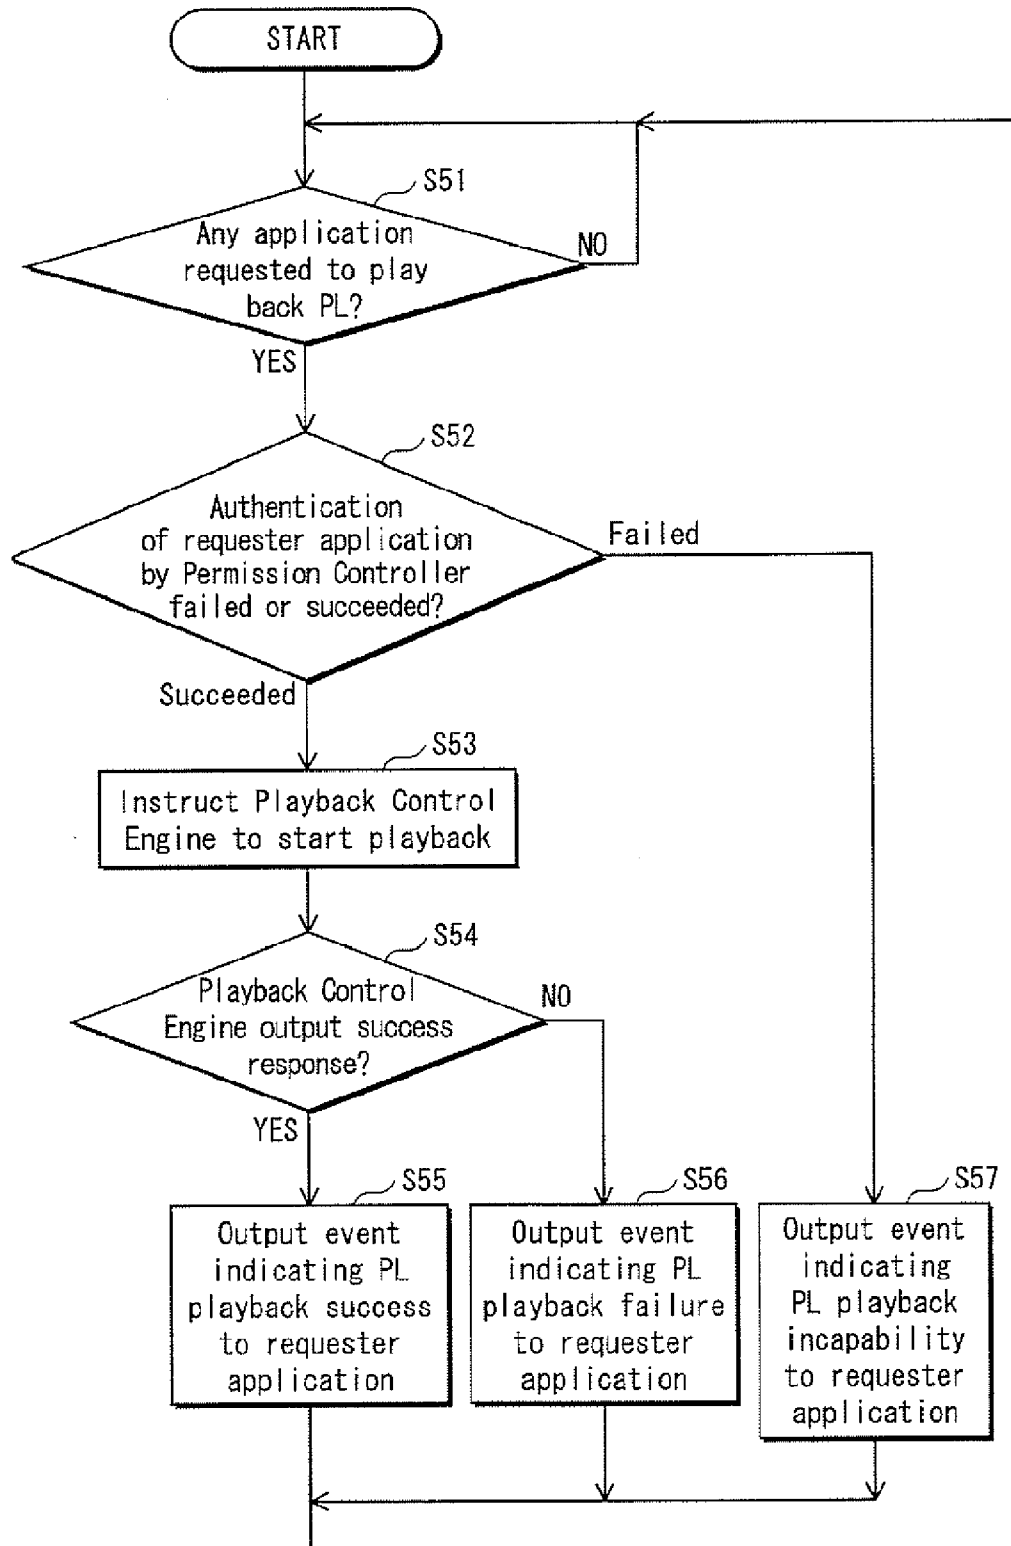 START
S51
Any application
requested to play
back PL?
NO
YES
S52
Authentication
of requester application
by Permission Controller
failed or succeeded?
Failed
Succeeded
S53
Instruct Playback Control
Engine to start playback
S54
Playback Control
Engine output success
response?
NO
YES
S55
Output event
indicating PL
playback success
to requester
application
S56
Output event
indicating PL
playback failure
to requester
application
S57
Output event
indicating
PL playback
incapability
to requester
application